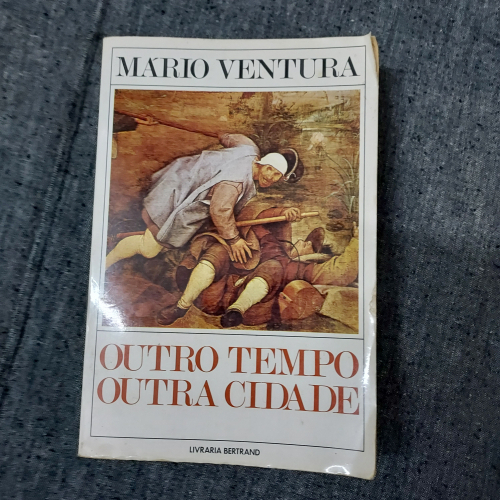 MÁRIO VENTURA
OUTRO TEMPO
OUTRA CIDADE
LIVRARIA BERTRAND